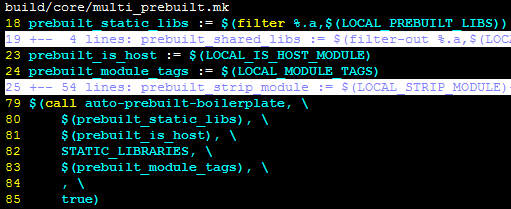 build/core/multi_prebuilt.mk
18 prebuilt_static_libs := $(filter %.a,$(LOCAL_PREBUILT_LIBS))
19 +-- 4 lines: prebuilt_shared_libs := $(filter-out %.a,$(LOCA
23 prebuilt_is_host := $(LOCAL_IS_HOST_MODULE)
24 prebuilt_module_tags := $(LOCAL_MODULE_TAGS)
25 +-- 54 lines: prebuilt_strip_module := $(LOCAL_STRIP_MODULE)-
79 $(call auto-prebuilt-boilerplate, \
80 $(prebuilt_static_libs), \
81 $(prebuilt_is_host), \
82 STATIC_LIBRARIES, \
83 $(prebuilt_module_tags), \
84 , \
85 true)